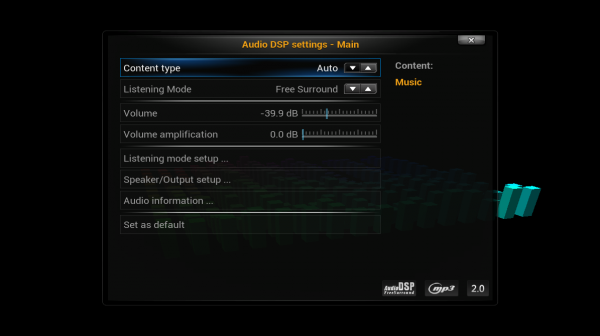 Audio DSP settings - Main
Content type Auto
Listening Mode Free Surround
Volume -39.9 dB
Volume amplification 0.0 dB
Listening mode setup ...
Speaker/Output setup ...
Audio information ...
Set as default
Content:
Music
AudioDSP
FreeSurround
mp3
2.0